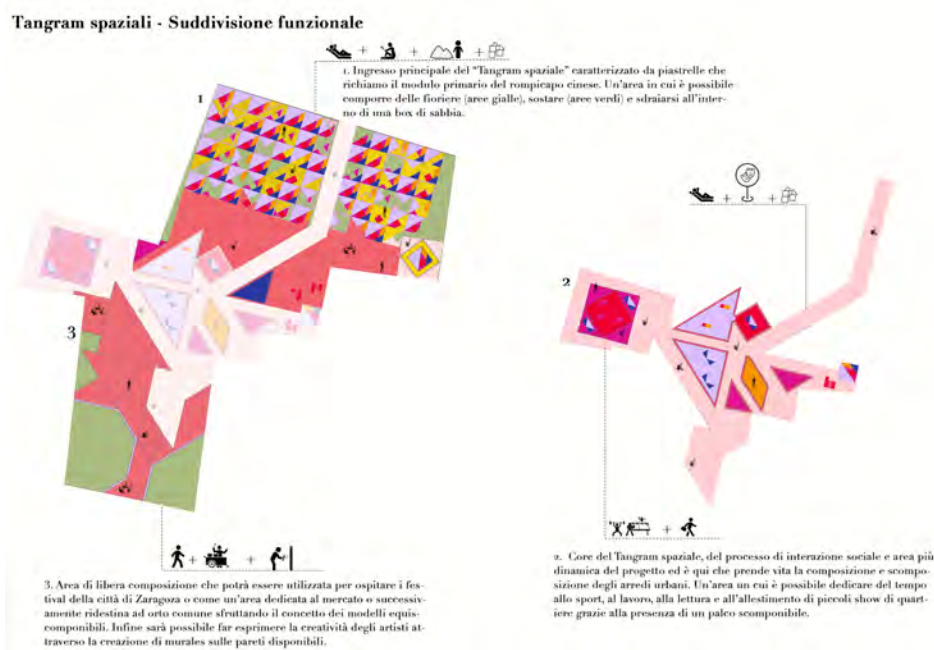 Tangram spaziali - Suddivisione funzionale
1. Ingresso principale del "Tangram spaziale" caratterizzato da piastrelle che
richiamo il modulo primario del rompicapo cinese. Un'area in cui è possibile
comporre delle fioriere (aree gialle), sostare (aree verdi) e sdraiarsi all'inter-
no di una box di sabbia.
1
2
3
3. Area di libera composizione che potrà essere utilizzata per ospitare i fes-
tival della città di Zaragoza o come un'area dedicata al mercato o successiv-
amente ridestina ad orto comune sfruttando il concetto dei modelli equis-
componibili. Infine sarà possibile far esprimere la creatività degli artisti at-
traverso la creazione di murales sulle pareti disponibili.
2. Core del Tangram spaziale, del processo di interazione sociale e area più
dinamica del progetto ed è qui che prende vita la composizione e scompo-
sizione degli arredi urbani. Un'area un cui è possibile dedicare del tempo
allo sport, al lavoro, alla lettura e all'allestimento di piccoli show di quart-
iere grazie alla presenza di un palco scomponibile.